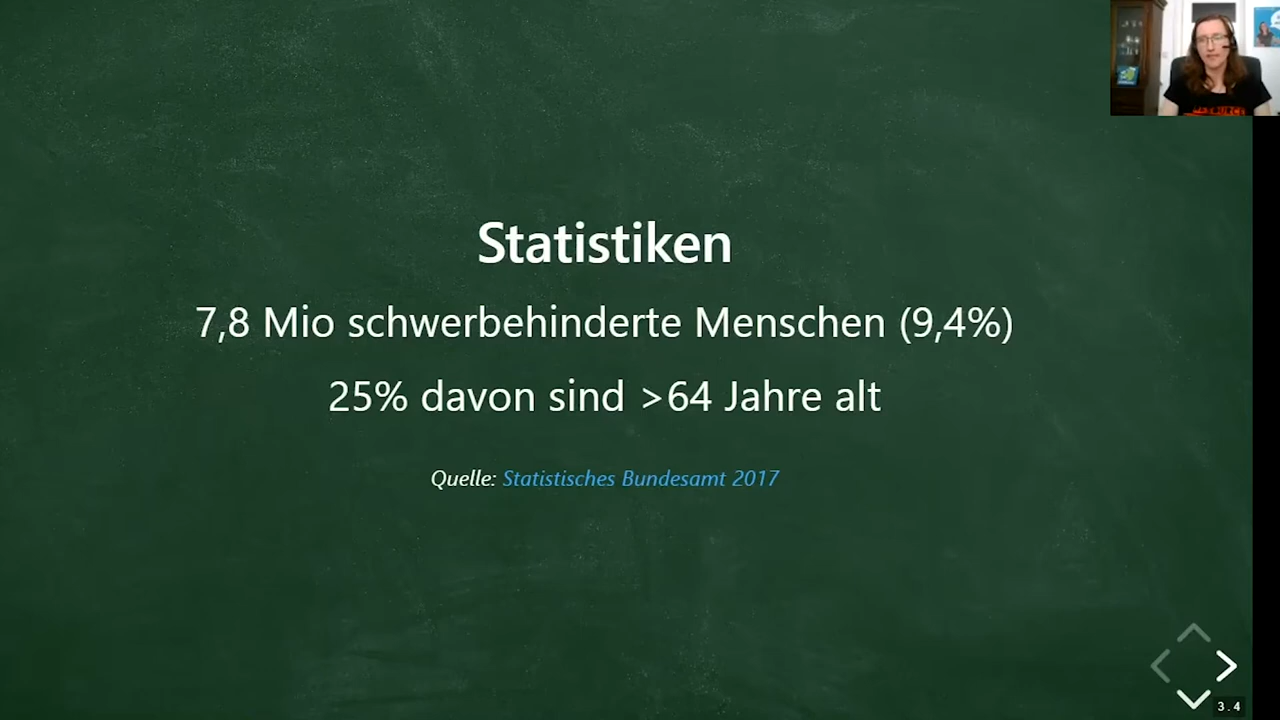 Statistiken
7,8 Mio schwerbehinderte Menschen (9,4%)
25% davon sind >64 Jahre alt
Quelle: Statistisches Bundesamt 2017
3.4